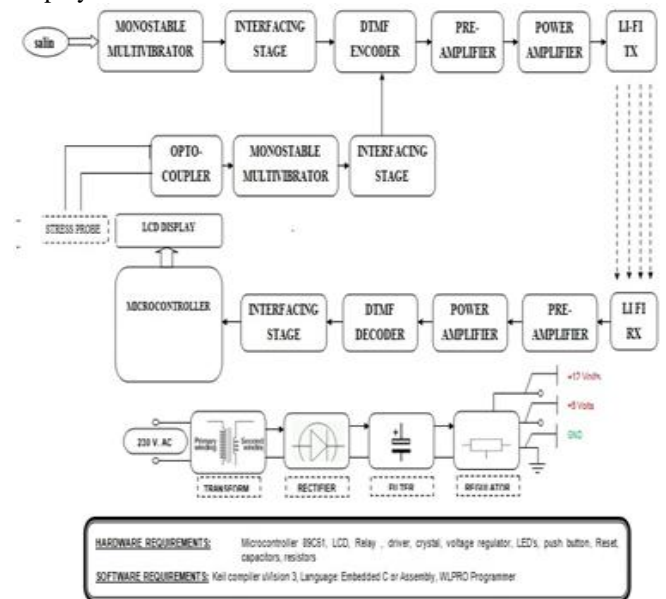 salin
MONOSTABLE
MULTIVIBRATOR
INTERFACING
STAGE
DTMF
ENCODER
PRE-
AMPLIFIER
POWER
AMPLIFIER
LI-FI
TX
OPTO-
COUPLER
MONOSTABLE
MULTIVIBRATOR
INTERFACING
STAGE
STRESS PROBE
LCD DISPLAY
MICROCONTROLLER
INTERFACING
STAGE
DTMF
DECODER
POWER
AMPLIFIER
PRE-
AMPLIFIER
LI FI
RX
230 V. AC
Primary
winding
TRANSFORM
RECTIFIER
FILTER
+
REGULATOR
GND
HARDWARE REQUIREMENTS: Microcontroller 89C51, LCD, Relay , driver, crystal, voltage regulator, LED's, push button, Reset,
capacitors, resistors
SOFTWARE REQUIREMENTS: Keil compiler uVision 3, Language: Embedded C or Assembly, WLPRO Programmer